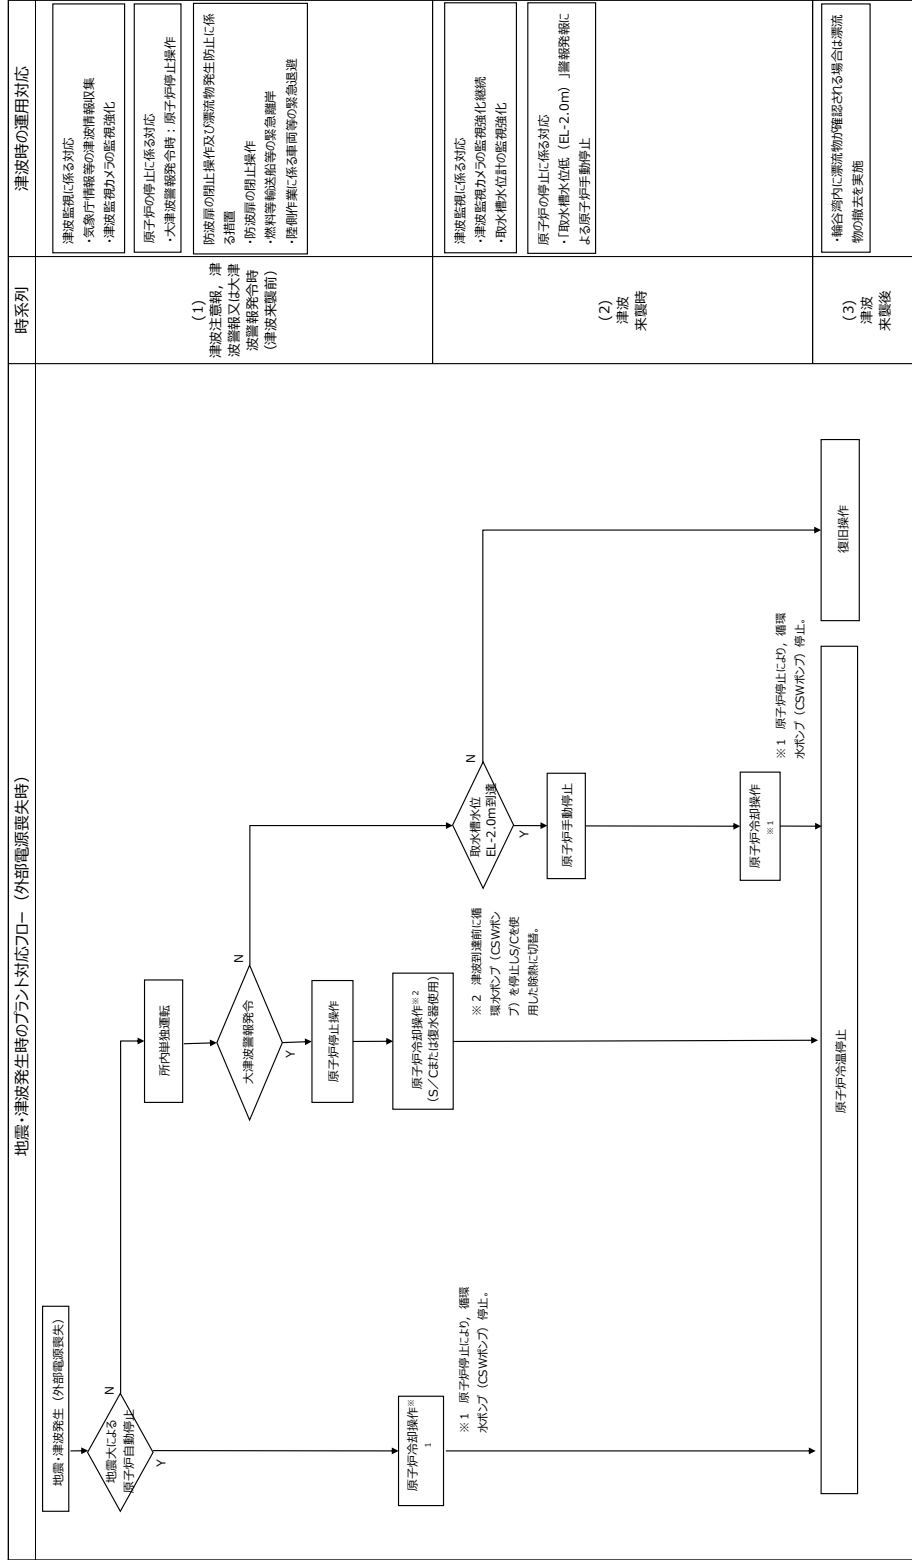 地震・津波発生時のプラント対応フロー（外部電源喪失時）
時系列
津波時の運用対応
地震・津波発生（外部電源喪失）
地震大による
原子炉自動停止
N
Y
所内単独運転
大津波警報発令
N
Y
原子炉停止操作
原子炉冷却操作※
1
原子炉冷却操作※２
（S／Cまたは復水器使用）
※１　原子炉停止により，循環
水ポンプ（CSWポンプ）停止。
※２　津波到達前に循
環水ポンプ（CSWポン
プ）を停止しS/Cを使
用した除熱に切替。
取水槽水位
EL-2.0m到達
N
Y
原子炉手動停止
原子炉冷却操作
※１
※１　原子炉停止により，循環
水ポンプ（CSWポンプ）停止。
原子炉冷温停止
復旧操作
(1)
津波注意報，津
波警報又は大津
波警報発令時
（津波来襲前）
(2)
津波
来襲時
(3)
津波
来襲後
津波監視に係る対応
・気象庁情報等の津波情報収集
・津波監視カメラの監視強化
原子炉の停止に係る対応
・大津波警報発令時：原子炉停止操作
防波扉の閉止操作及び漂流物発生防止に係
る措置
・防波扉の閉止操作
・燃料等輸送船等の緊急離岸
・陸側作業に係る車両等の緊急退避
津波監視に係る対応
・津波監視カメラの監視強化継続
・取水槽水位計の監視強化
原子炉の停止に係る対応
・「取水槽水位低（EL-2.0m）」警報発報に
よる原子炉手動停止
・輪谷湾内に漂流物が確認される場合は漂流
物の撤去を実施